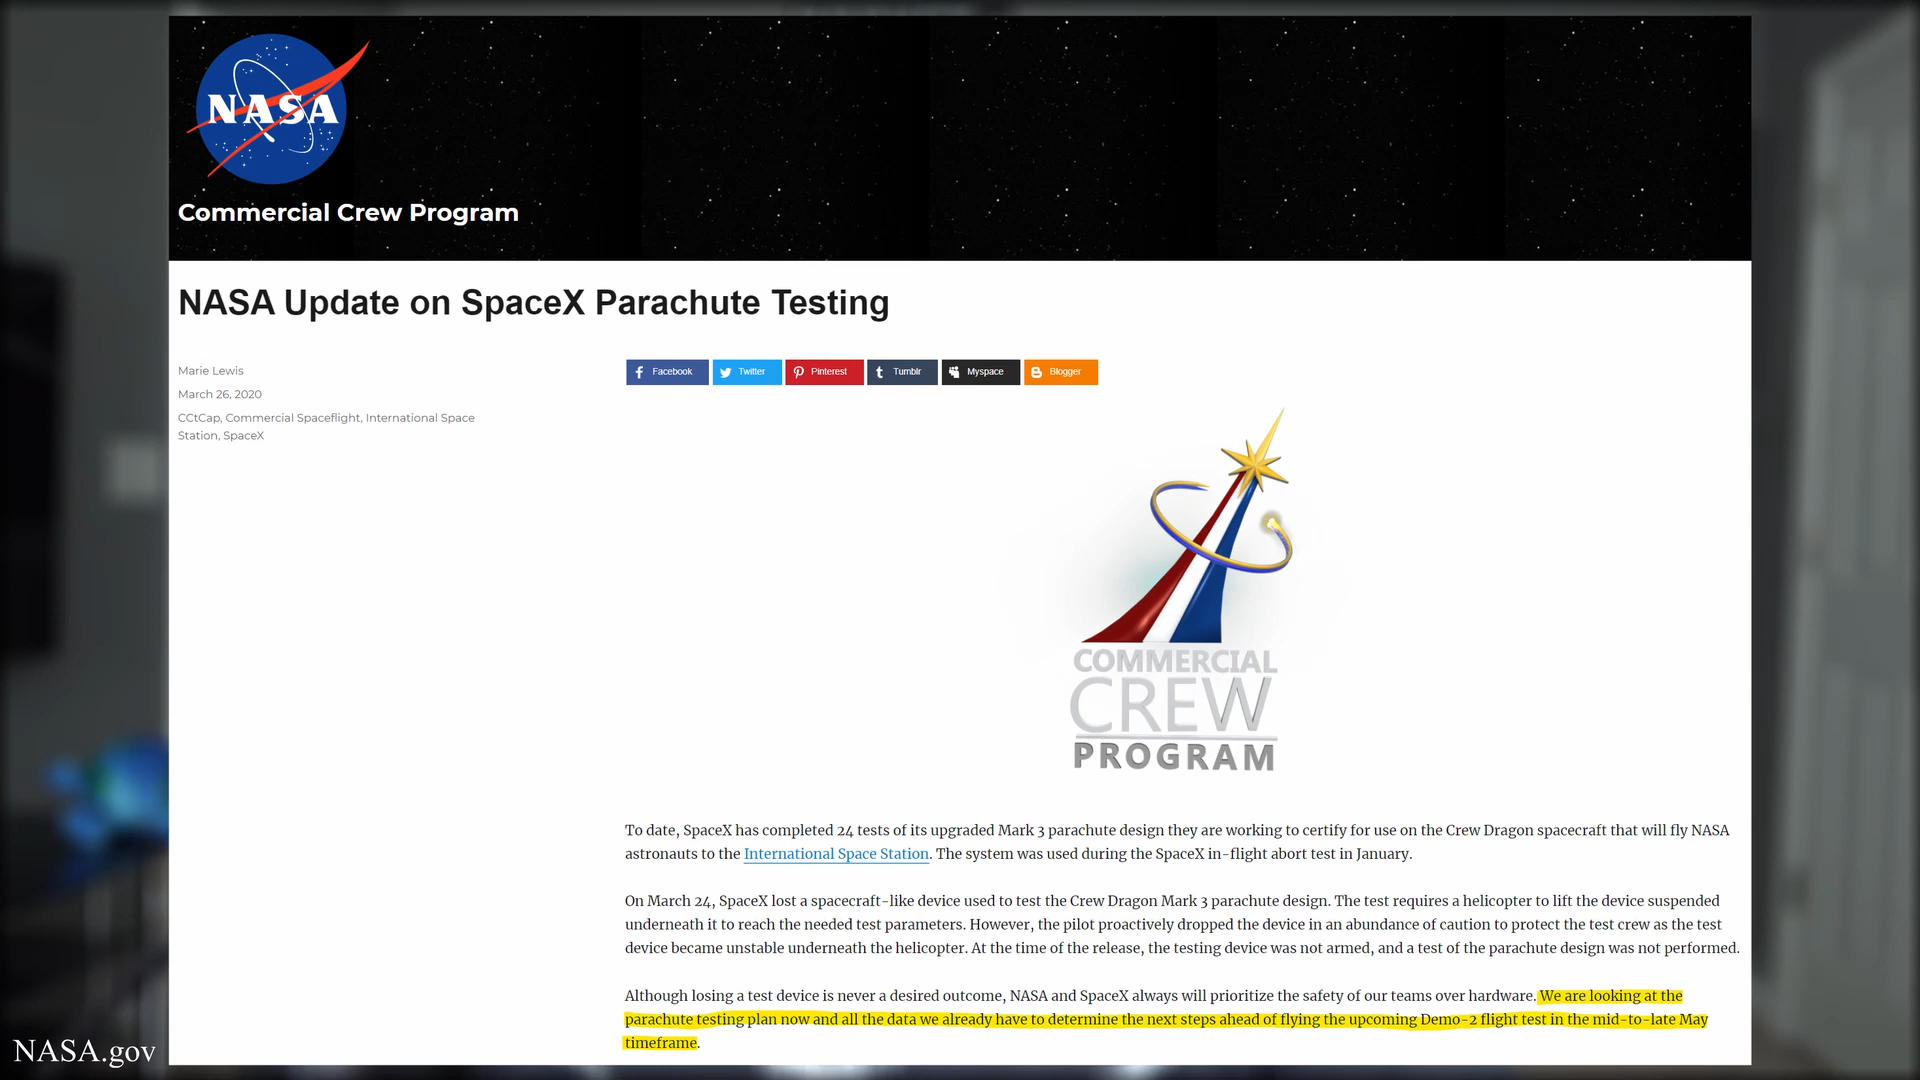 NASA
Commercial Crew Program
NASA Update on SpaceX Parachute Testing
Marie Lewis
March 26, 2020
CCtCap, Commercial Spaceflight, International Space
Station, SpaceX
Facebook Twitter Pinterest Tumblr Myspace Blogger
COMMERCIAL
CREW
PROGRAM
To date, SpaceX has completed 24 tests of its upgraded Mark 3 parachute design they are working to certify for use on the Crew Dragon spacecraft that will fly NASA
astronauts to the International Space Station. The system was used during the SpaceX in-flight abort test in January.
On March 24, SpaceX lost a spacecraft-like device used to test the Crew Dragon Mark 3 parachute design. The test requires a helicopter to lift the device suspended
underneath it to reach the needed test parameters. However, the pilot proactively dropped the device in an abundance of caution to protect the test crew as the test
device became unstable underneath the helicopter. At the time of the release, the testing device was not armed, and a test of the parachute design was not performed.
Although losing a test device is never a desired outcome, NASA and SpaceX always will prioritize the safety of our teams over hardware. We are looking at the
parachute testing plan now and all the data we already have to determine the next steps ahead of flying the upcoming Demo-2 flight test in the mid-to-late May
timeframe.
NASA.gov